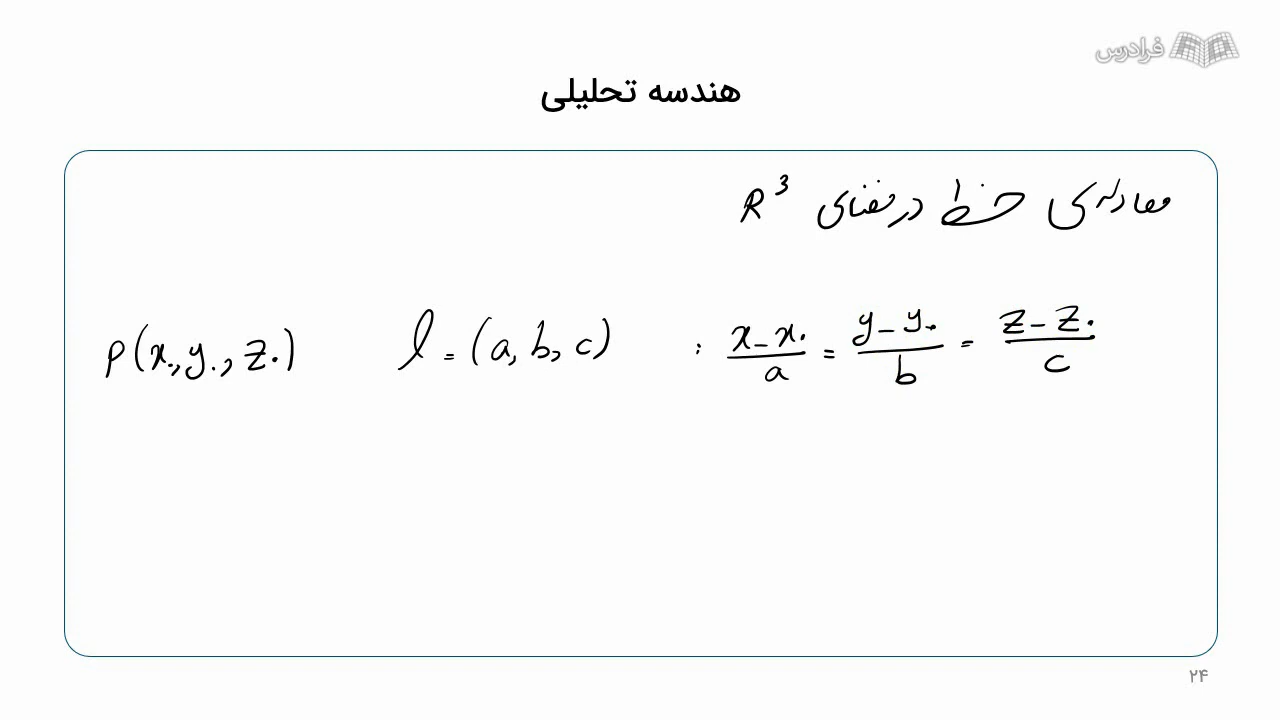 فرادرس
هندسه تحلیلی
معادله‌ی خط در فضای R³
P(x₀, y₀, z₀) l = (a, b, c) : (x - x₀)/a = (y - y₀)/b = (z - z₀)/c
۲۴